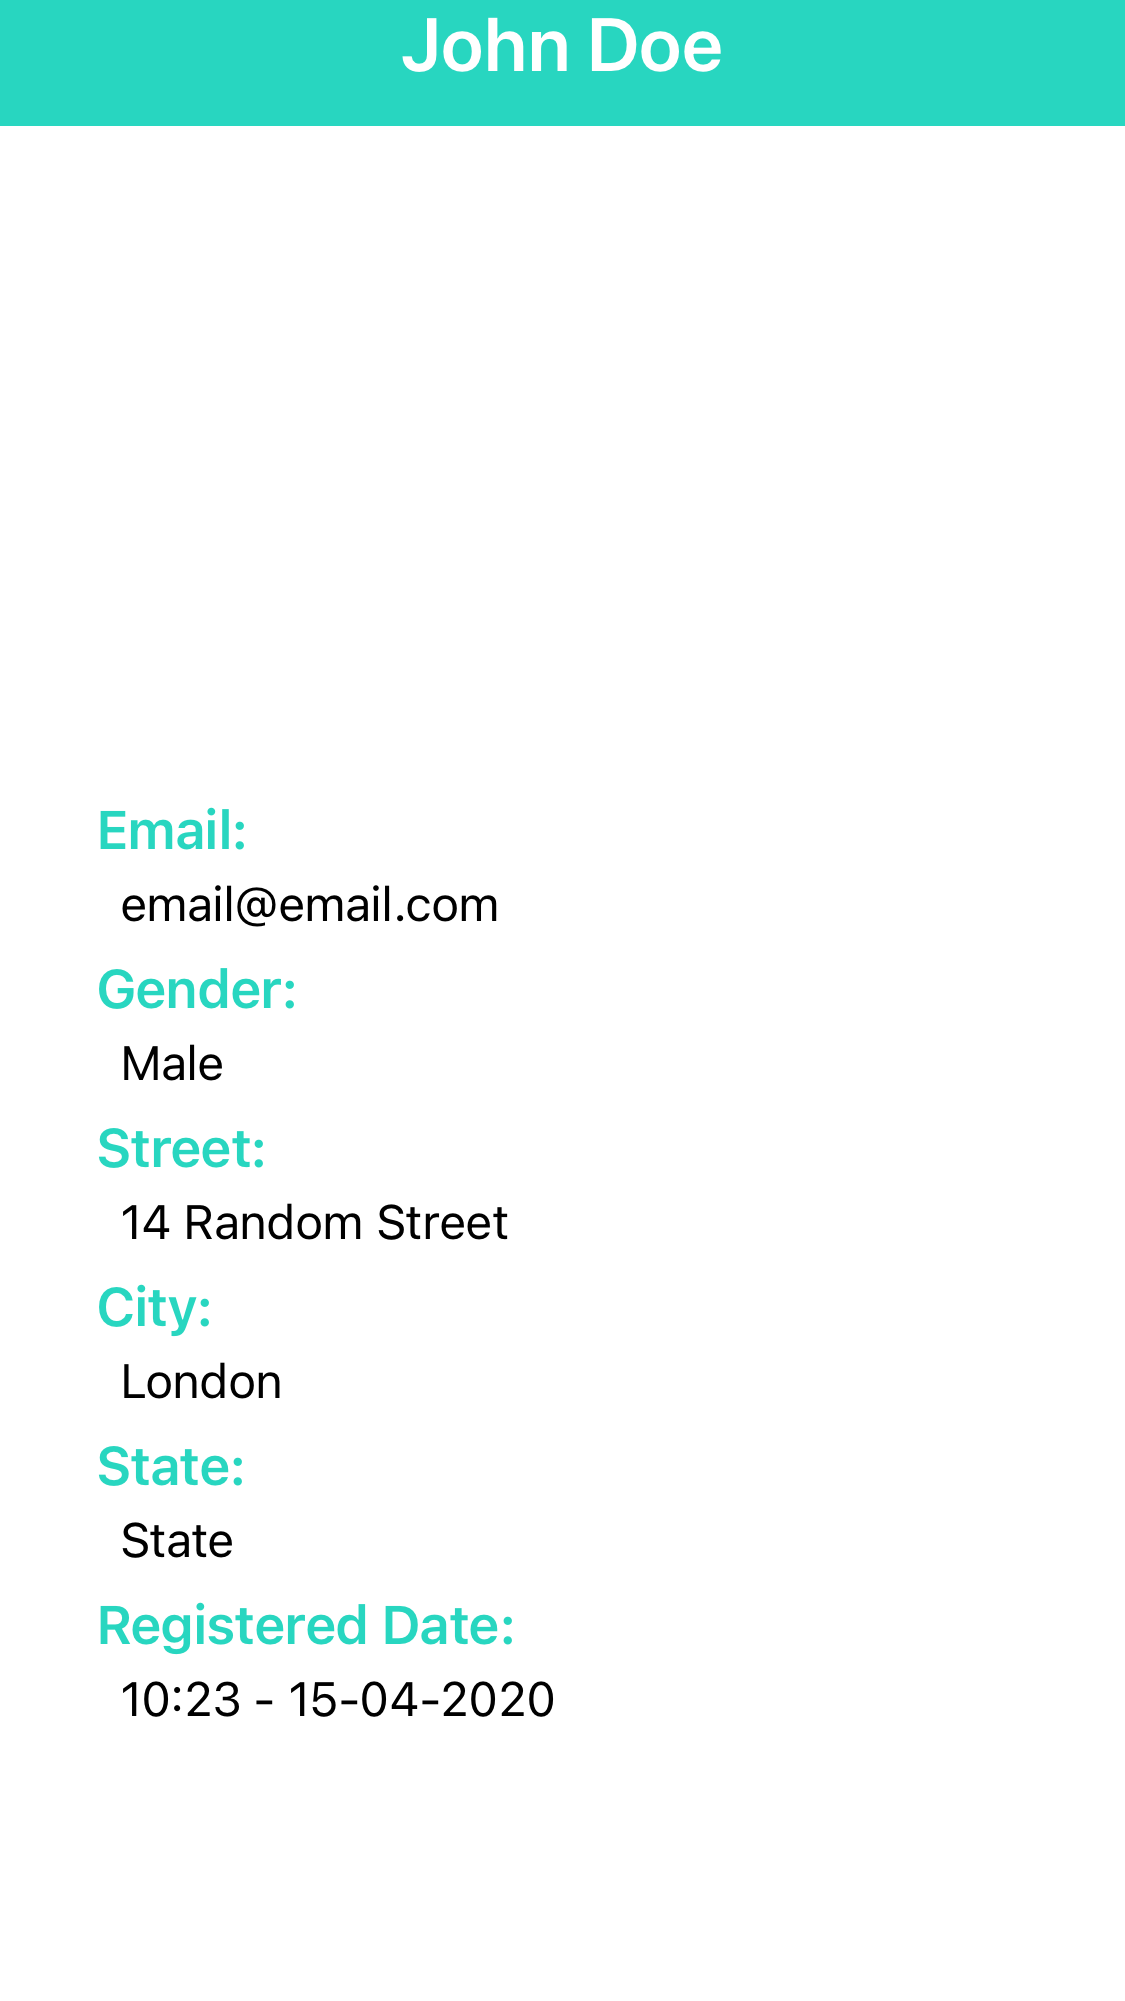 John Doe
Email:
email@email.com
Gender:
Male
Street:
14 Random Street
City:
London
State:
State
Registered Date:
10:23 - 15-04-2020